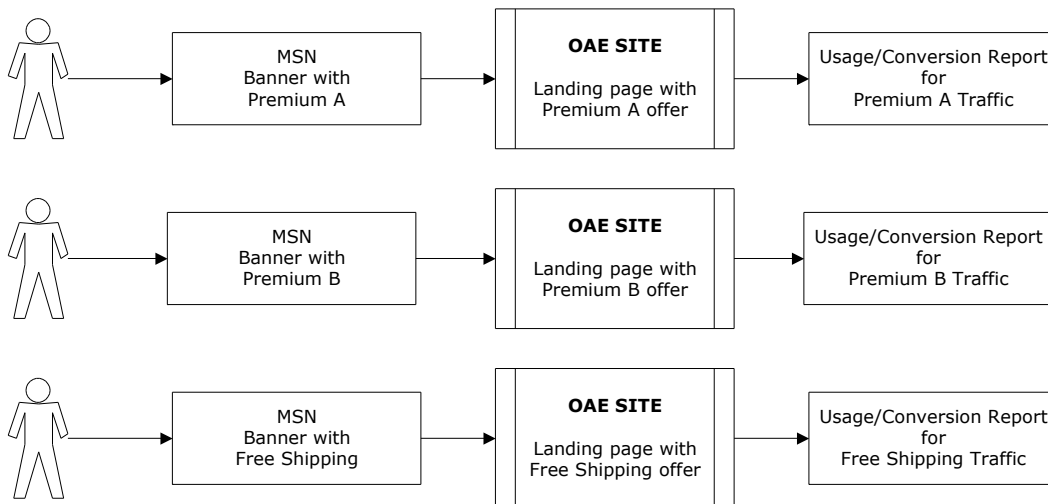 MSN
Banner with
Premium A
OAE SITE
Landing page with
Premium A offer
Usage/Conversion Report
for
Premium A Traffic
MSN
Banner with
Premium B
OAE SITE
Landing page with
Premium B offer
Usage/Conversion Report
for
Premium B Traffic
MSN
Banner with
Free Shipping
OAE SITE
Landing page with
Free Shipping offer
Usage/Conversion Report
for
Free Shipping Traffic